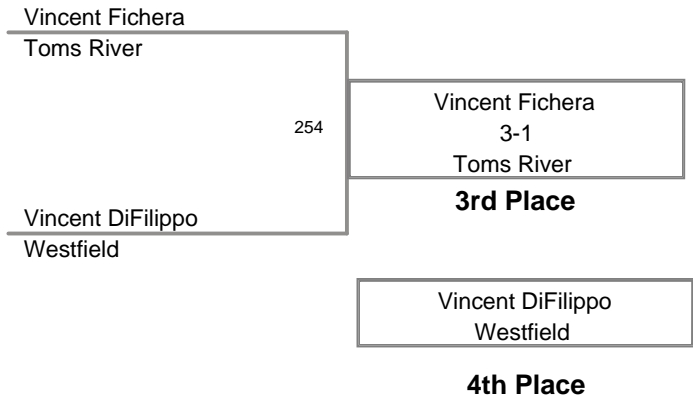 Vincent Fichera
Toms River
254
Vincent Fichera
3-1
Toms River
3rd Place
Vincent DiFilippo
Westfield
Vincent DiFilippo
Westfield
4th Place